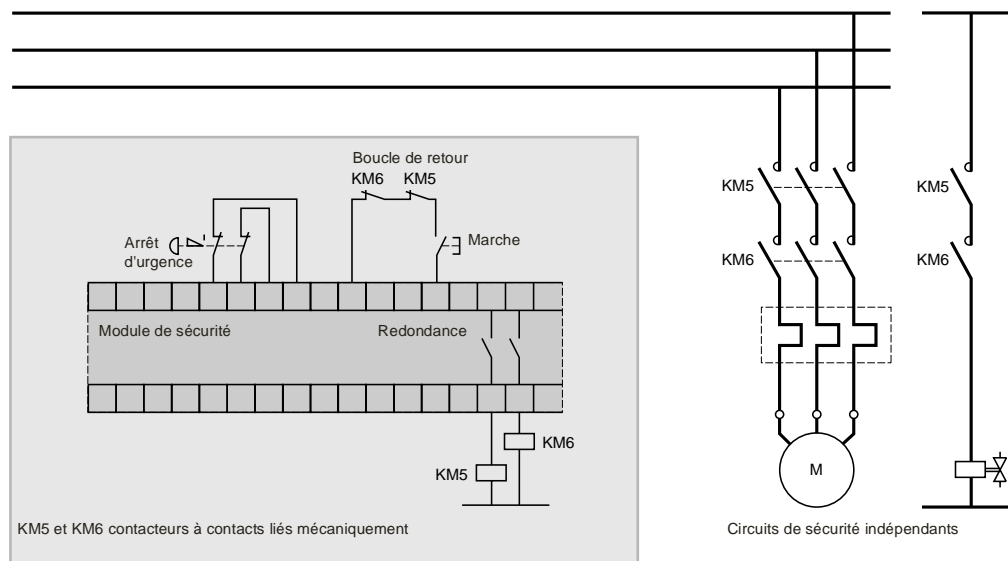 Boucle de retour
KM6 KM5
Arrêt
d'urgence
Marche
Module de sécurité
Redondance
KM6
KM5
KM5 et KM6 contacteurs à contacts liés mécaniquement
KM5
KM6
M
KM5
KM6
Circuits de sécurité indépendants